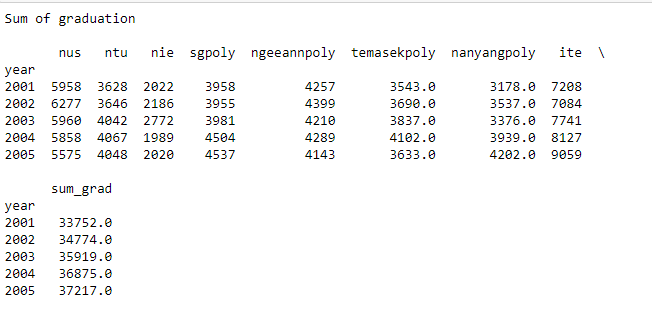 Sum of graduation
nus ntu nie sgpoly ngeeannpoly temasekpoly nanyangpoly ite \
year
2001 5958 3628 2022 3958 4257 3543.0 3178.0 7208
2002 6277 3646 2186 3955 4399 3690.0 3537.0 7084
2003 5960 4042 2772 3981 4210 3837.0 3376.0 7741
2004 5858 4067 1989 4504 4289 4102.0 3939.0 8127
2005 5575 4048 2020 4537 4143 3633.0 4202.0 9059
sum_grad
year
2001 33752.0
2002 34774.0
2003 35919.0
2004 36875.0
2005 37217.0